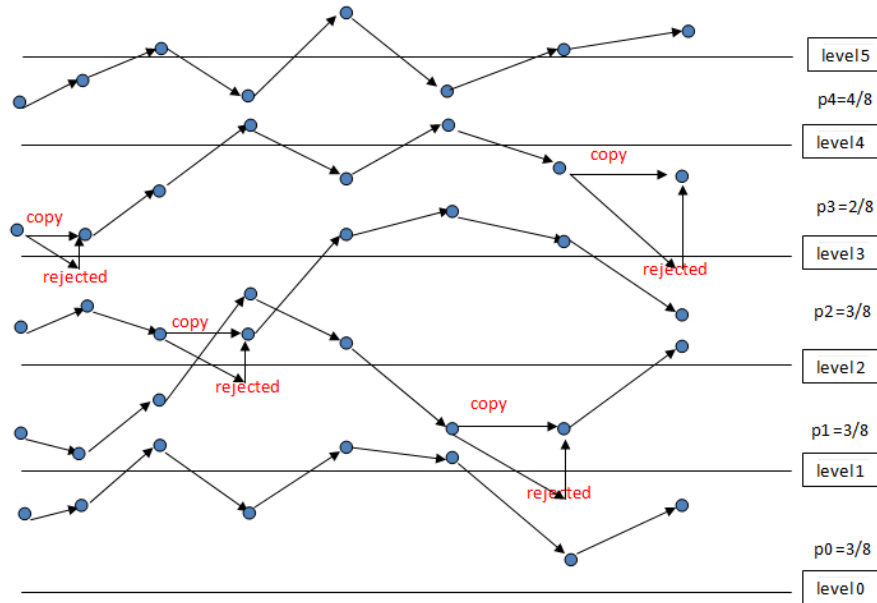 level5
p4=4/8
level4
copy
p3=2/8
copy
level3
rejected
rejected
p2=3/8
copy
level2
rejected
copy
p1=3/8
level1
rejected
p0=3/8
level0